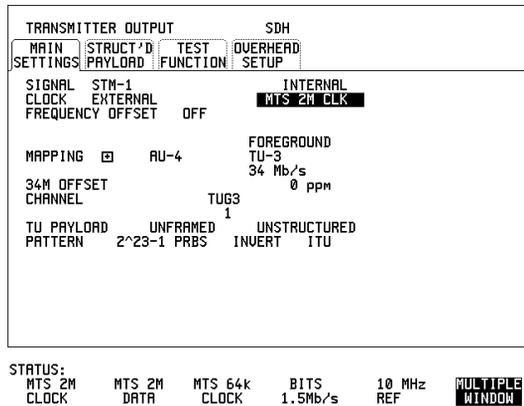 TRANSMITTER OUTPUT SDH
MAIN SETTINGS STRUCT'D PAYLOAD TEST FUNCTION OVERHEAD SETUP
SIGNAL STM-1 INTERNAL
CLOCK EXTERNAL MTS 2M CLK
FREQUENCY OFFSET OFF
FOREGROUND
MAPPING + AU-4 TU-3
34 Mb/s
34M OFFSET 0 ppm
CHANNEL TUG3
1
TU PAYLOAD UNFRAMED UNSTRUCTURED
PATTERN 2^23-1 PRBS INVERT ITU
STATUS:
MTS 2M CLOCK MTS 2M DATA MTS 64k CLOCK BITS 1.5Mb/s 10 MHz REF MULTIPLE WINDOW